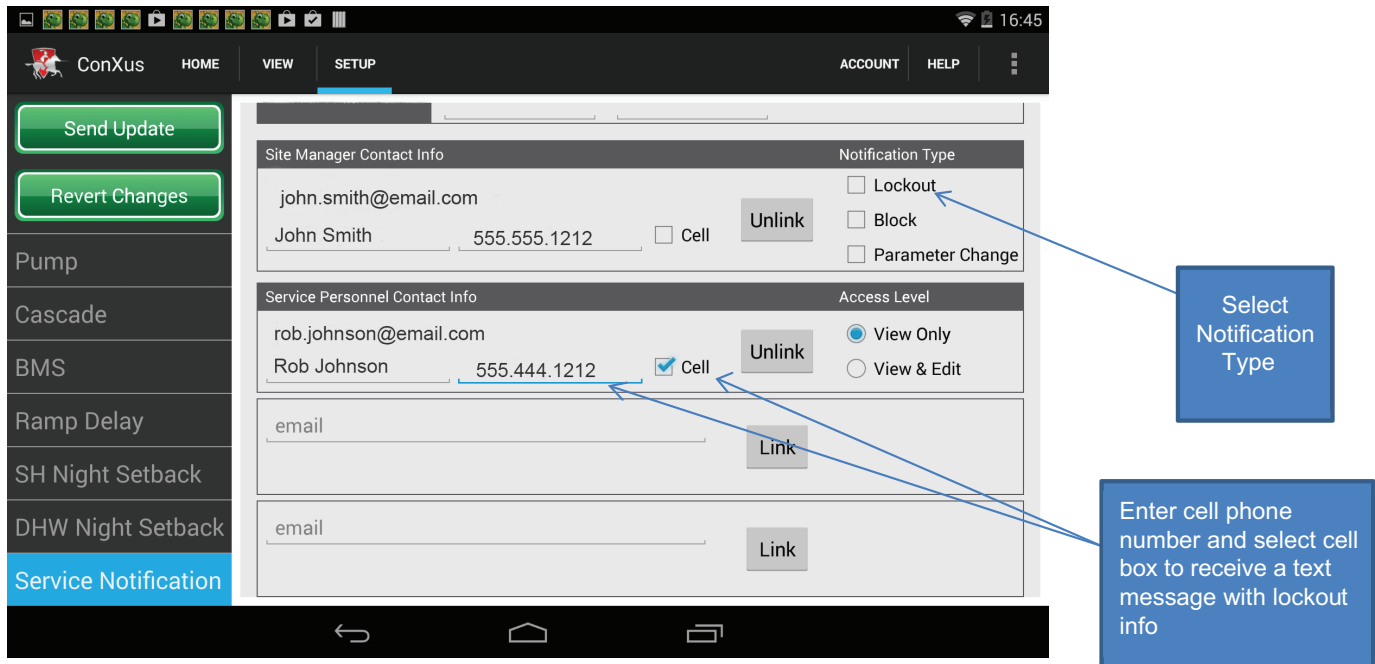 16:45
ConXus HOME VIEW SETUP ACCOUNT HELP
Send Update
Revert Changes
Pump
Cascade
BMS
Ramp Delay
SH Night Setback
DHW Night Setback
Service Notification
Site Manager Contact Info Notification Type
john.smith@email.com
John Smith 555.555.1212 Cell Unlink
Lockout
Block
Parameter Change
Service Personnel Contact Info Access Level
rob.johnson@email.com
Rob Johnson 555.444.1212 Cell Unlink
View Only
View & Edit
email
Link
email
Link
Select
Notification
Type
Enter cell phone
number and select cell
box to receive a text
message with lockout
info